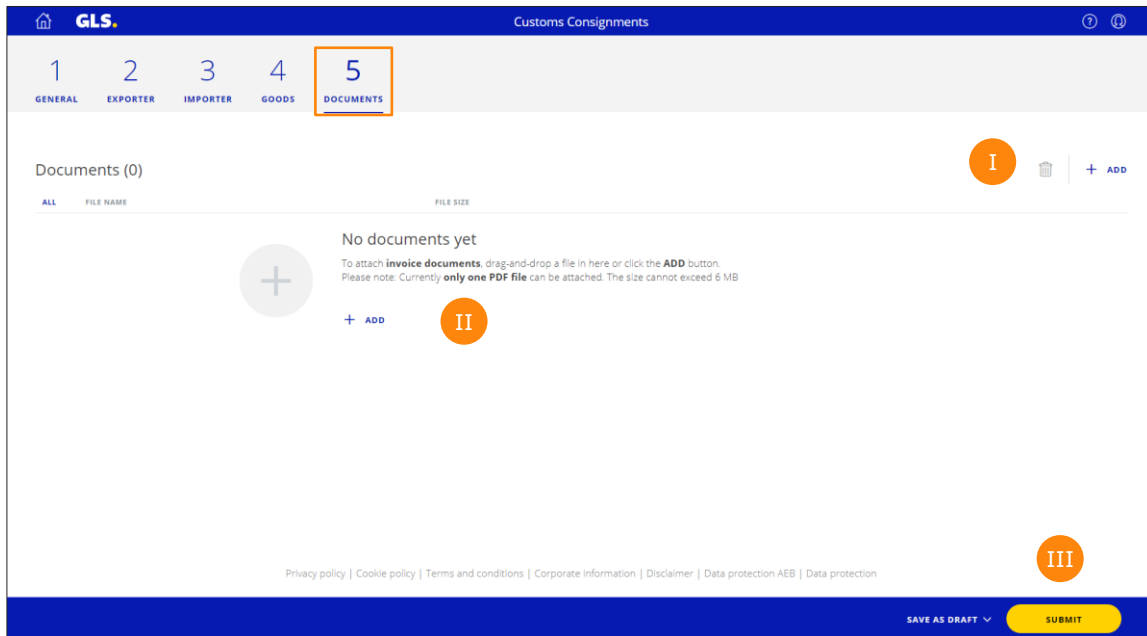 GLS. Customs Consignments ?
1 2 3 4 5
GENERAL EXPORTER IMPORTER GOODS DOCUMENTS
I
Documents (0) + ADD
ALL FILE NAME FILE SIZE
No documents yet
To attach invoice documents, drag-and-drop a file in here or click the ADD button.
Please note: Currently only one PDF file can be attached. The size cannot exceed 6 MB
+ ADD II
III
Privacy policy | Cookie policy | Terms and conditions | Corporate information | Disclaimer | Data protection AEB | Data protection
SAVE AS DRAFT SUBMIT